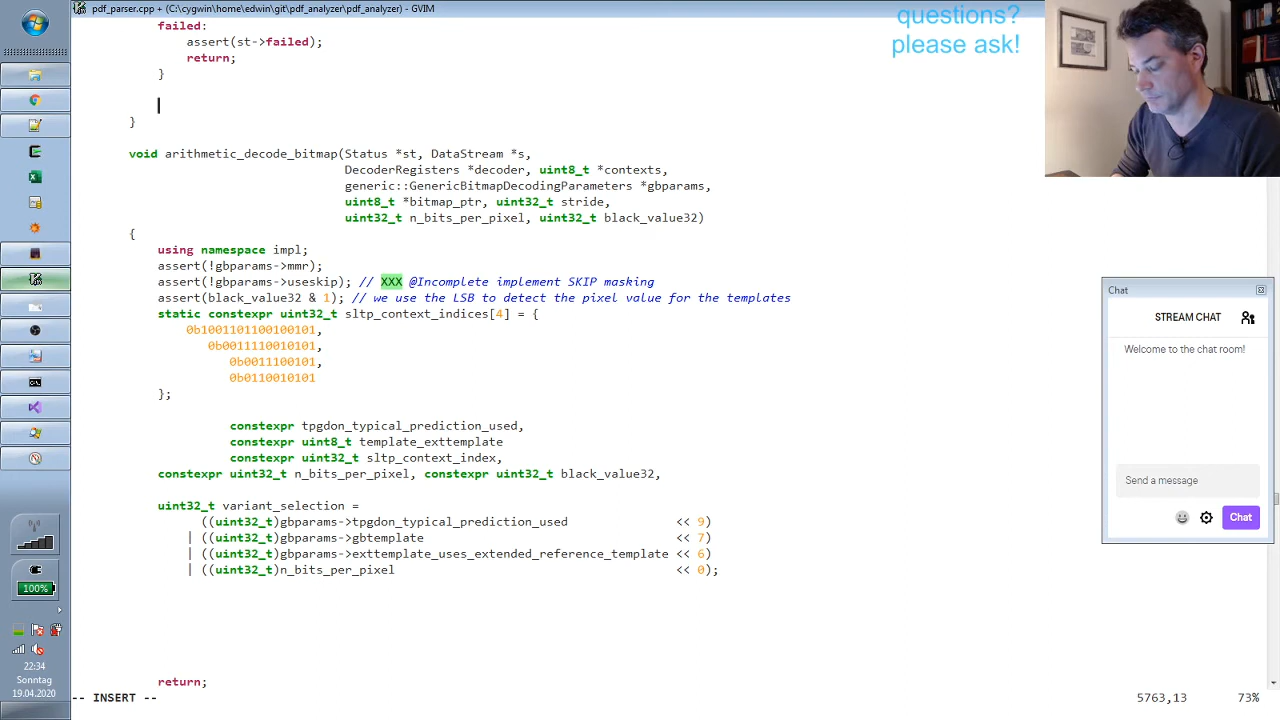 pdf_parser.cpp + (C:\cygwin\home\edwin\git\pdf_analyzer\pdf_analyzer) - GVIM
questions?
please ask!
failed:
assert(st->failed);
return;
}
}
void arithmetic_decode_bitmap(Status *st, DataStream *s,
DecoderRegisters *decoder, uint8_t *contexts,
generic::GenericBitmapDecodingParameters *gbparams,
uint8_t *bitmap_ptr, uint32_t stride,
uint32_t n_bits_per_pixel, uint32_t black_value32)
{
using namespace impl;
assert(!gbparams->mmr);
assert(!gbparams->useskip); // XXX @Incomplete implement SKIP masking
assert(black_value32 & 1); // we use the LSB to detect the pixel value for the templates
static constexpr uint32_t sltp_context_indices[4] = {
0b1001101100100101,
0b0011110010101,
0b0011100101,
0b0110010101
};
constexpr tpgdon_typical_prediction_used,
constexpr uint8_t template_exttemplate
constexpr uint32_t sltp_context_index,
constexpr uint32_t n_bits_per_pixel, constexpr uint32_t black_value32,
uint32_t variant_selection =
((uint32_t)gbparams->tpgdon_typical_prediction_used << 9)
| ((uint32_t)gbparams->gbtemplate << 7)
| ((uint32_t)gbparams->exttemplate_uses_extended_reference_template << 6)
| ((uint32_t)n_bits_per_pixel << 0);
return;
-- INSERT --
5763,13
73%
Chat
STREAM CHAT
Welcome to the chat room!
Send a message
Chat
100%
22:34
Sonntag
19.04.2020